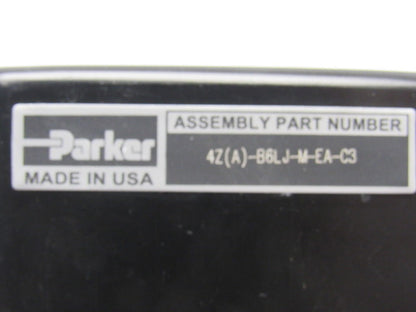 Parker
MADE IN USA
ASSEMBLY PART NUMBER
4Z(A)-B6LJ-M-EA-C3